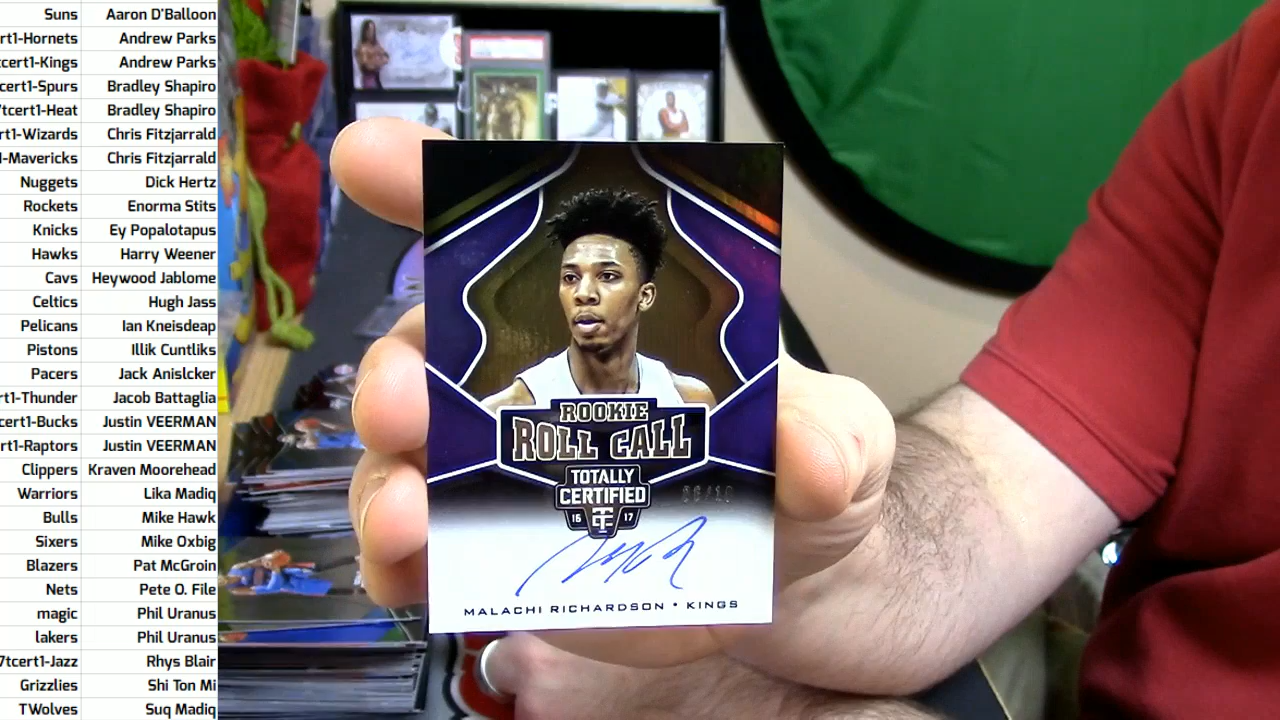 Suns Aaron D'Balloon
rt1-Hornets Andrew Parks
cert1-Kings Andrew Parks
cert1-Spurs Bradley Shapiro
7tcert1-Heat Bradley Shapiro
rt1-Wizards Chris Fitzjarrald
1-Mavericks Chris Fitzjarrald
Nuggets Dick Hertz
Rockets Enorma Stits
Knicks Ey Popalotapus
Hawks Harry Weener
Cavs Heywood Jablome
Celtics Hugh Jass
Pelicans Ian Kneisdeap
Pistons Illik Cuntliks
Pacers Jack Anislcker
rt1-Thunder Jacob Battaglia
cert1-Bucks Justin VEERMAN
rt1-Raptors Justin VEERMAN
Clippers Kraven Moorehead
Warriors Lika Madiq
Bulls Mike Hawk
Sixers Mike Oxbig
Blazers Pat McGroin
Nets Pete O. File
magic Phil Uranus
lakers Phil Uranus
7tcert1-Jazz Rhys Blair
Grizzlies Shi Ton Mi
TWolves Suq Madiq
ROOKIE
ROLL CALL
TOTALLY
CERTIFIED
16 17
MALACHI RICHARDSON • KINGS